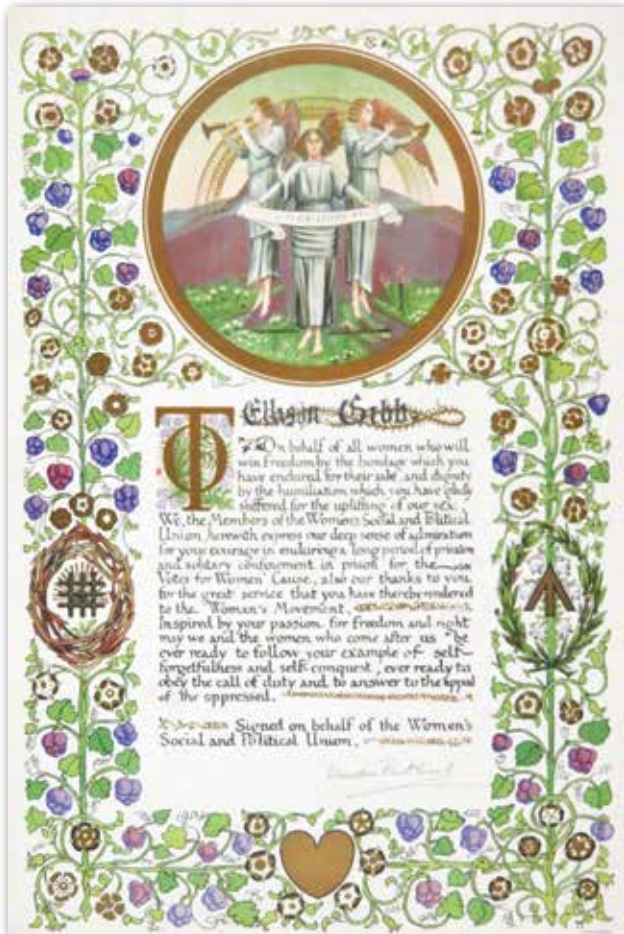 To Ellison Gibb
On behalf of all women who will
win freedom by the bondage which you
have endured for their sake, and dignity
by the humiliation which you have gladly
suffered for the uplifting of our sex.
We, the Members of the Women's Social and Political
Union, herewith express our deep sense of admiration
for your courage in enduring a long period of privation
and solitary confinement in prison for the
Votes for Women Cause, also our thanks to you
for the great service that you have thereby rendered
to the Woman's Movement.
Inspired by your passion for freedom and right
may we and the women who come after us be
ever ready to follow your example of self-
forgetfulness and self-conquest, ever ready to
obey the call of duty and to answer to the appeal
of the oppressed.
Signed on behalf of the Women's
Social and Political Union,